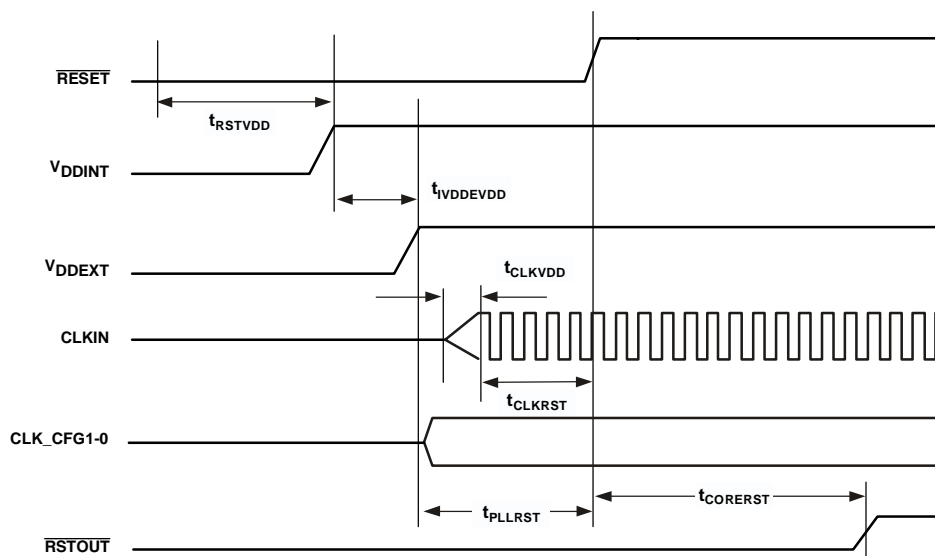 RESET
tRSTVDD
VDDINT
tIVDDEVDD
VDDEXT
tCLKVDD
CLKIN
tCLKRST
CLK_CFG1-0
tPLLRST
tCORERST
RSTOUT